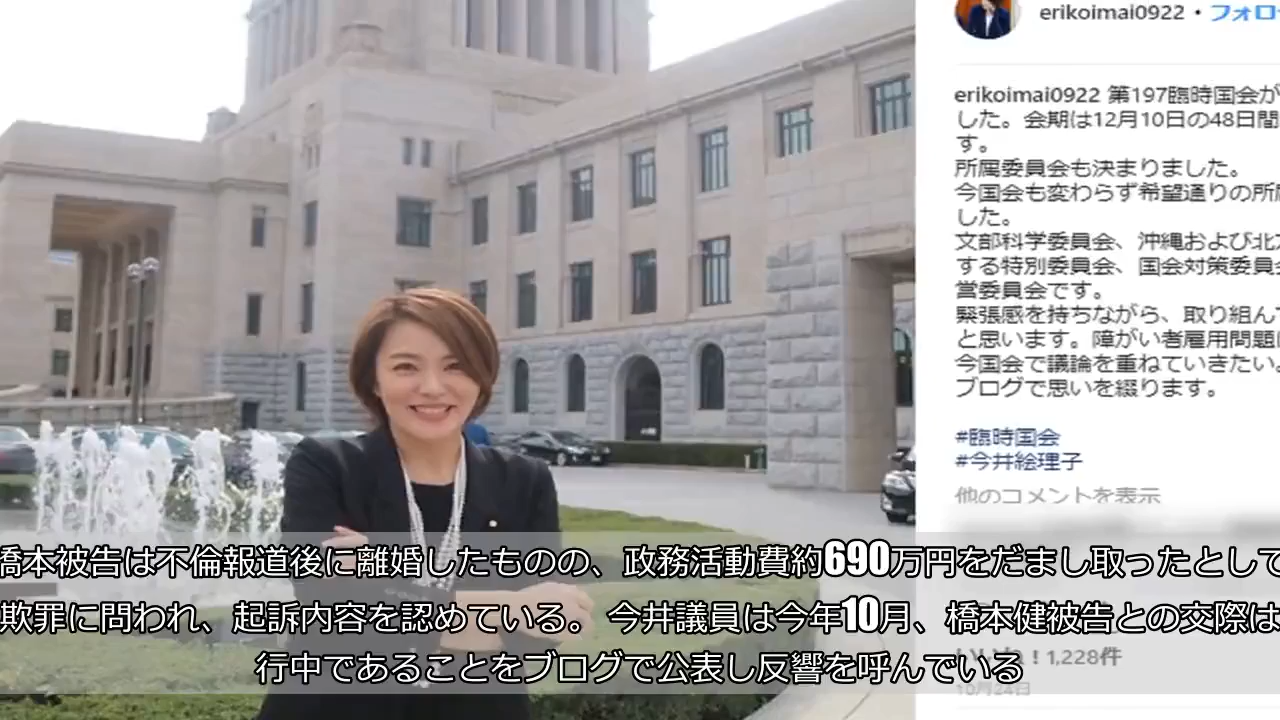 erikoimai0922 • フォロ
erikoimai0922 第197臨時国会が
した。会期は12月10日の48日間
す。
所属委員会も決まりました。
今国会も変わらず希望通りの所属
した。
文部科学委員会、沖縄および北
する特別委員会、国会対策委員会
営委員会です。
緊張感を持ちながら、取り組ん
と思います。障がい者雇用問題
今国会で議論を重ねていきたい。
ブログで思いを綴ります。
#臨時国会
#今井絵理子
他のコメントを表示
橋本被告は不倫報道後に離婚したものの、政務活動費約690万円をだまし取ったとして
欺罪に問われ、起訴内容を認めている。 今井議員は今年10月、橋本健被告との交際は
行中であることをブログで公表し反響を呼んでいる
1,228件
10月24日